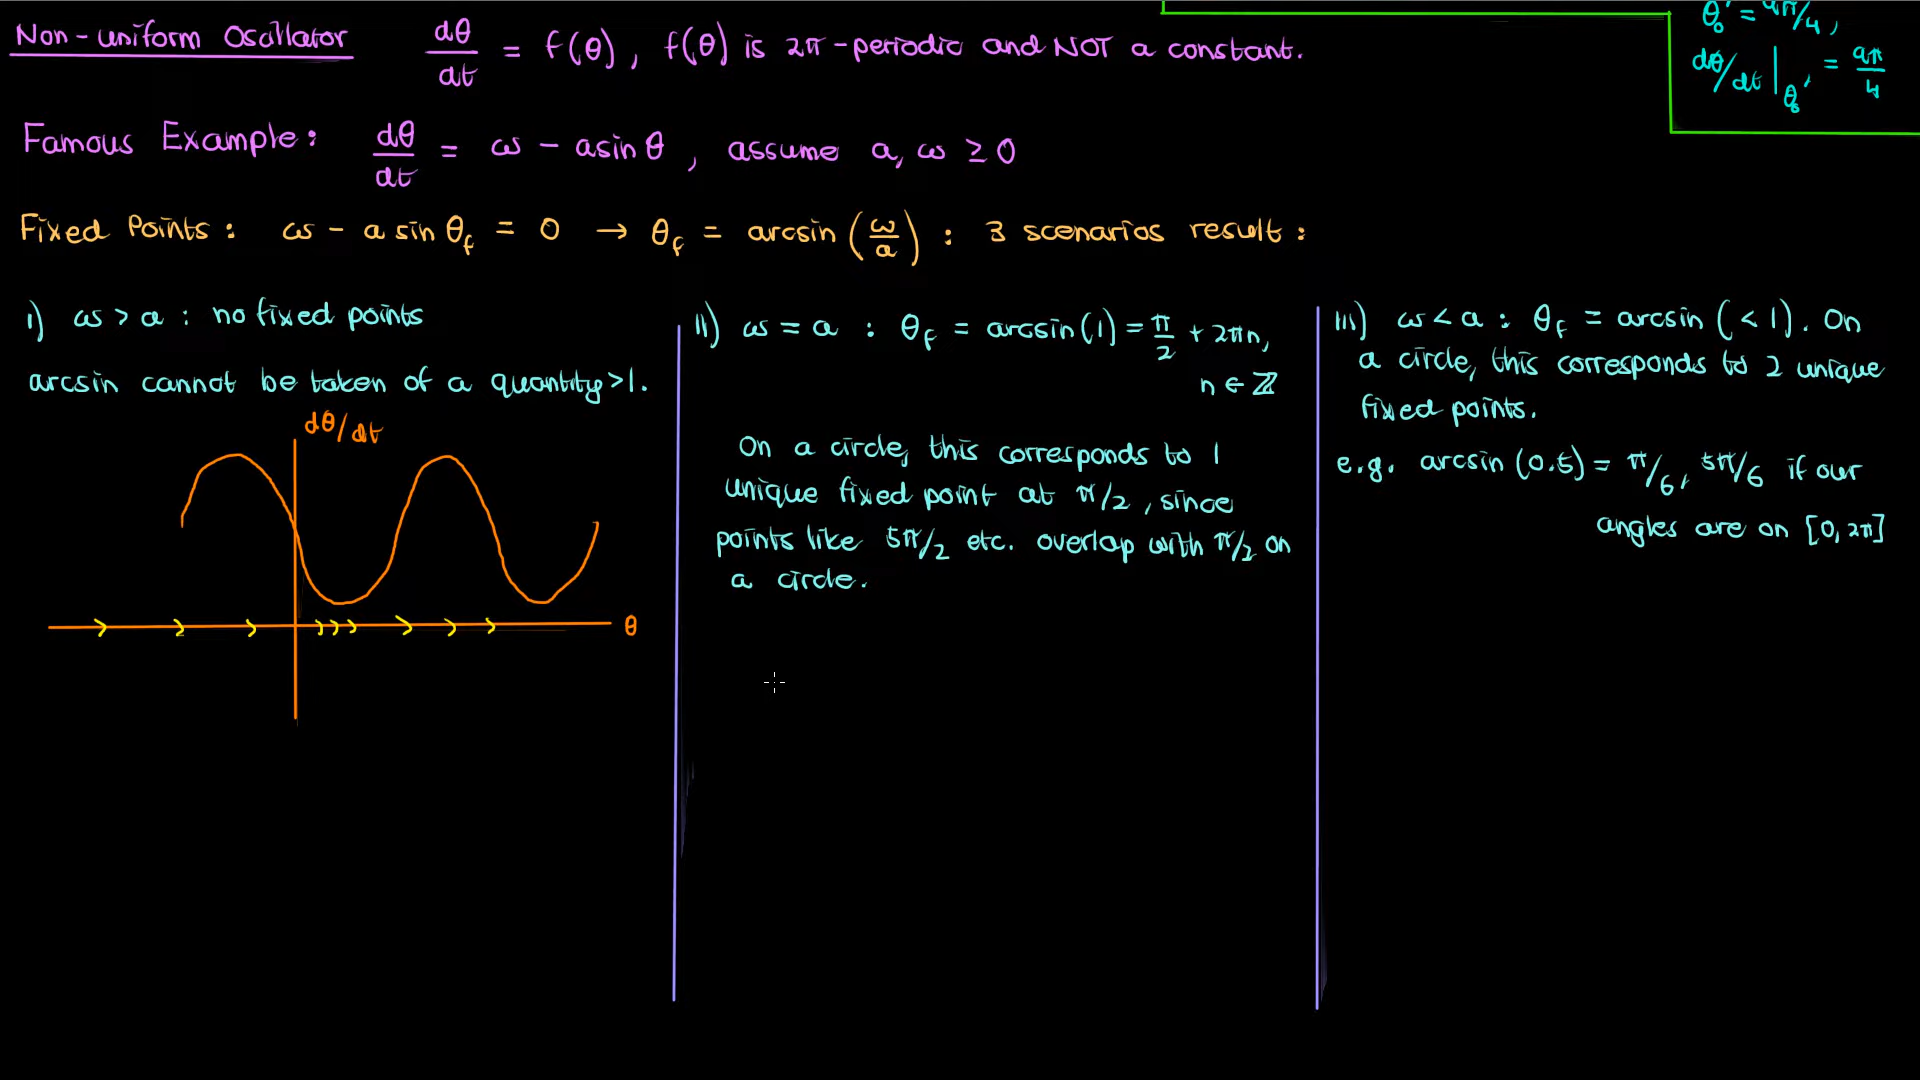 Non-uniform Oscillator dθ/dt = f(θ), f(θ) is 2π-periodic and NOT a constant.
θ₀' = 9π/4,
dθ/dt |θ₀' = 9π/4
Famous Example: dθ/dt = ω - a sin θ, assume a, ω ≥ 0
Fixed Points: ω - a sin θ_f = 0 → θ_f = arcsin(ω/a) : 3 scenarios result:
i) ω > a : no fixed points
arcsin cannot be taken of a quantity > 1.
dθ/dt
θ
ii) ω = a : θ_f = arcsin(1) = π/2 + 2πn,
n ∈ ℤ
On a circle, this corresponds to 1
unique fixed point at π/2, since
points like 5π/2 etc. overlap with π/2 on
a circle.
iii) ω < a : θ_f = arcsin(<1). On
a circle, this corresponds to 2 unique
fixed points.
e.g. arcsin(0.5) = π/6, 5π/6 if our
angles are on [0, 2π]